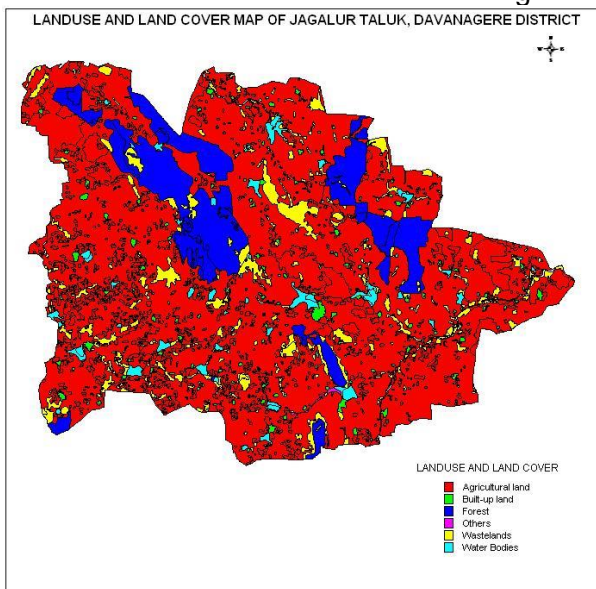 LANDUSE AND LAND COVER MAP OF JAGALUR TALUK, DAVANAGERE DISTRICT
N
W E
S
LANDUSE AND LAND COVER
Agricultural land
Built-up land
Forest
Others
Wastelands
Water Bodies